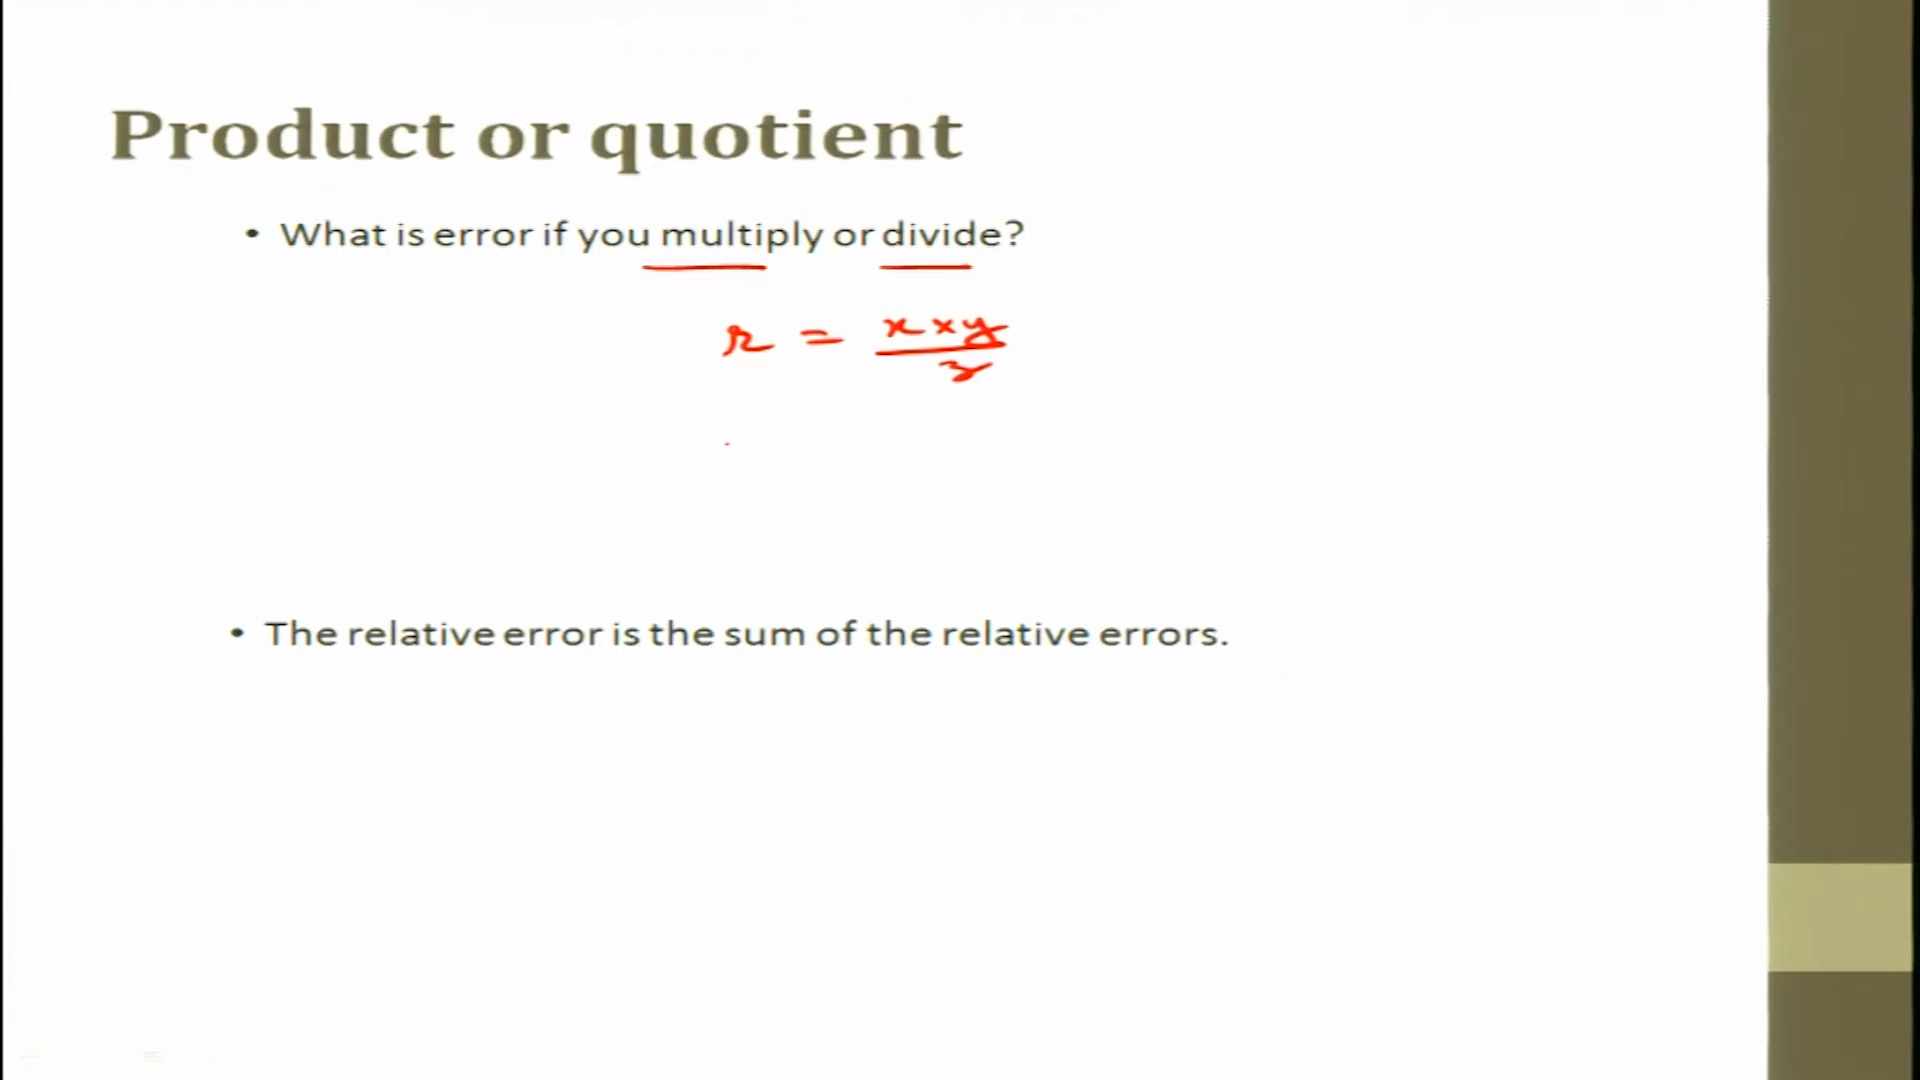 Product or quotient
• What is error if you multiply or divide?
r = x × y / z
• The relative error is the sum of the relative errors.